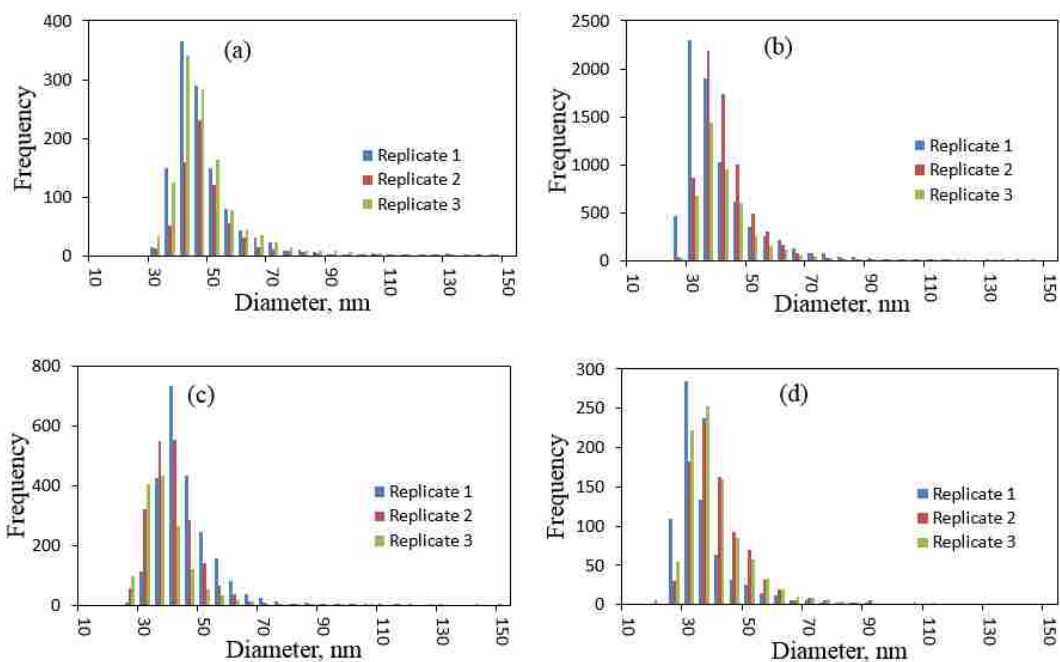 (a)
Frequency
400
300
200
100
0
Replicate 1
Replicate 2
Replicate 3
10 30 50 70 90 110 130 150
Diameter, nm
(b)
Frequency
2500
2000
1500
1000
500
0
Replicate 1
Replicate 2
Replicate 3
10 30 50 70 90 110 130 150
Diameter, nm
(c)
Frequency
800
600
400
200
0
Replicate 1
Replicate 2
Replicate 3
10 30 50 70 90 110 130 150
Diameter, nm
(d)
Frequency
300
250
200
150
100
50
0
Replicate 1
Replicate 2
Replicate 3
10 30 50 70 90 110 130 150
Diameter, nm